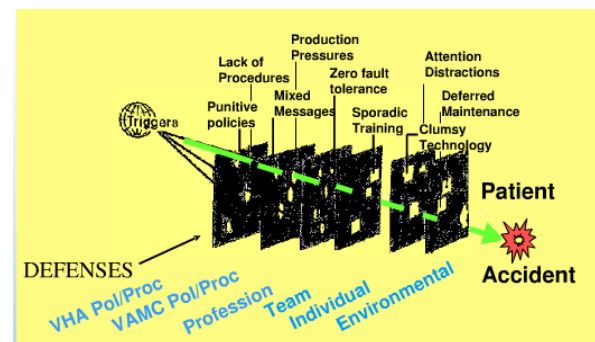 Production
Pressures
Lack of
Procedures
Attention
Distractions
Zero fault
tolerance
Punitive
policies
Mixed
Messages
Deferred
Maintenance
Sporadic
Training
Clumsy
Technology
Triggers
Patient
Accident
DEFENSES
VHA Pol/Proc
VAMC Pol/Proc
Profession
Team
Individual
Environmental